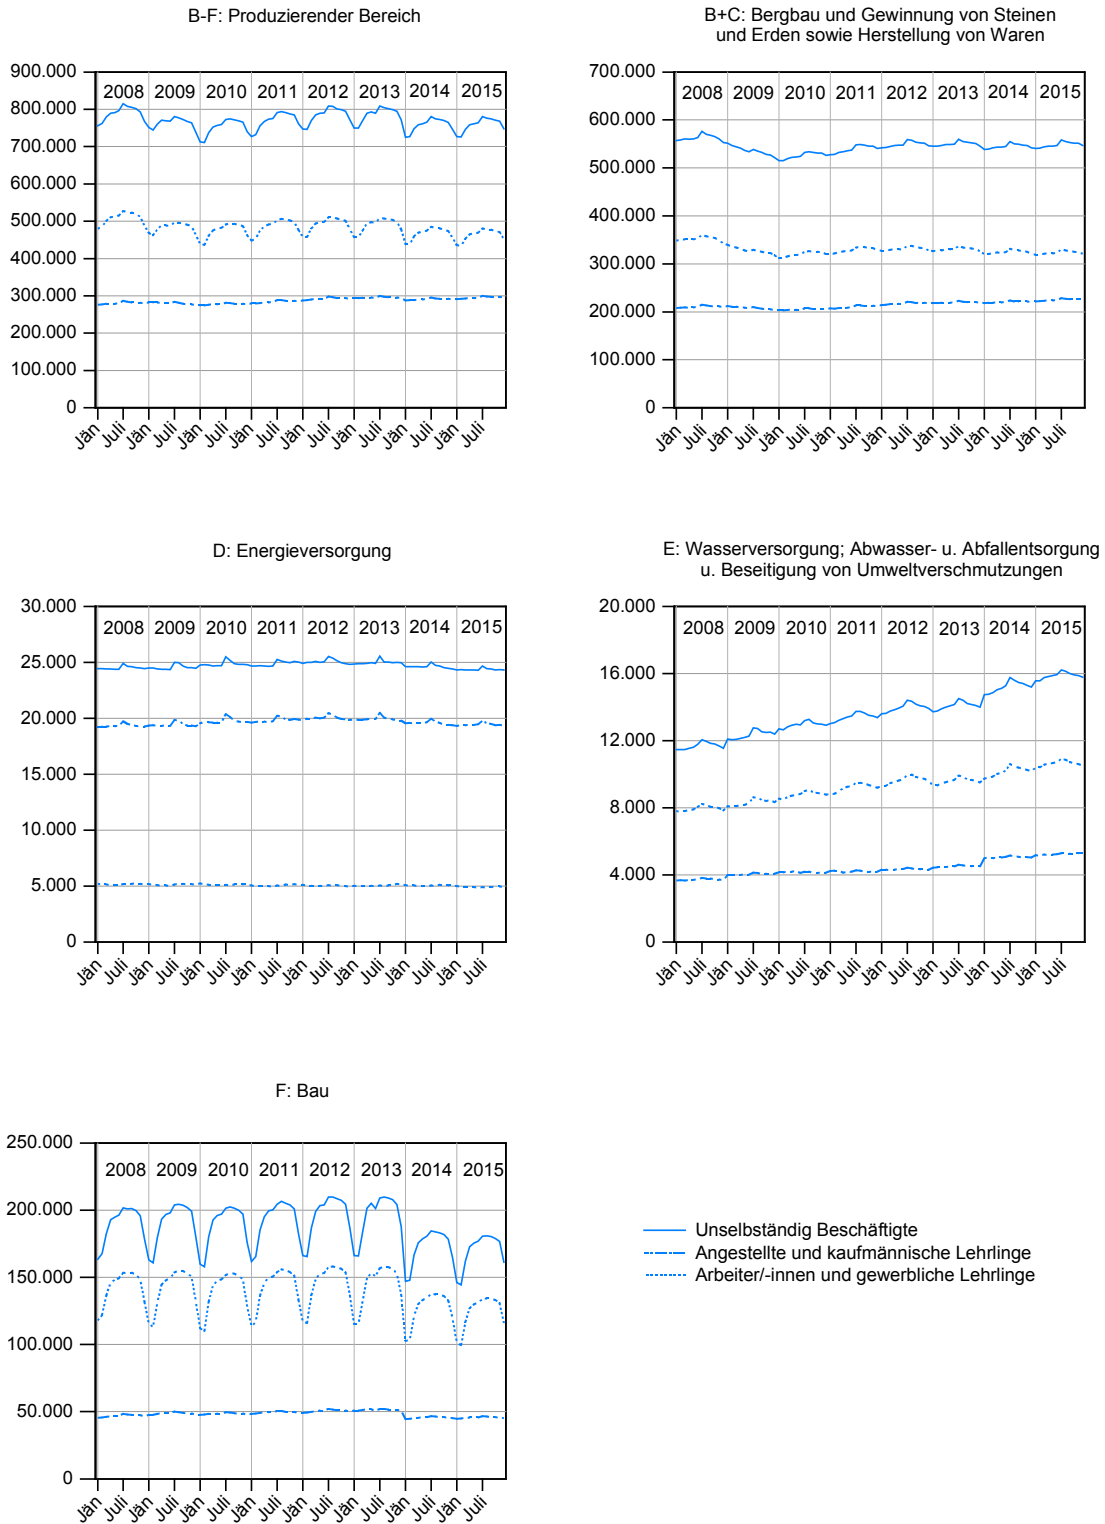 B-F: Produzierender Bereich
900.000
800.000
700.000
600.000
500.000
400.000
300.000
200.000
100.000
0
2008 2009 2010 2011 2012 2013 2014 2015
Jän Juli Jän Juli Jän Juli Jän Juli Jän Juli Jän Juli Jän Juli Jän Juli
B+C: Bergbau und Gewinnung von Steinen
und Erden sowie Herstellung von Waren
700.000
600.000
500.000
400.000
300.000
200.000
100.000
0
2008 2009 2010 2011 2012 2013 2014 2015
Jän Juli Jän Juli Jän Juli Jän Juli Jän Juli Jän Juli Jän Juli Jän Juli
D: Energieversorgung
30.000
25.000
20.000
15.000
10.000
5.000
0
2008 2009 2010 2011 2012 2013 2014 2015
Jän Juli Jän Juli Jän Juli Jän Juli Jän Juli Jän Juli Jän Juli Jän Juli
E: Wasserversorgung; Abwasser- u. Abfallentsorgung
u. Beseitigung von Umweltverschmutzungen
20.000
16.000
12.000
8.000
4.000
0
2008 2009 2010 2011 2012 2013 2014 2015
Jän Juli Jän Juli Jän Juli Jän Juli Jän Juli Jän Juli Jän Juli Jän Juli
F: Bau
250.000
200.000
150.000
100.000
50.000
0
2008 2009 2010 2011 2012 2013 2014 2015
Jän Juli Jän Juli Jän Juli Jän Juli Jän Juli Jän Juli Jän Juli Jän Juli
Unselbständig Beschäftigte
Angestellte und kaufmännische Lehrlinge
Arbeiter/-innen und gewerbliche Lehrlinge